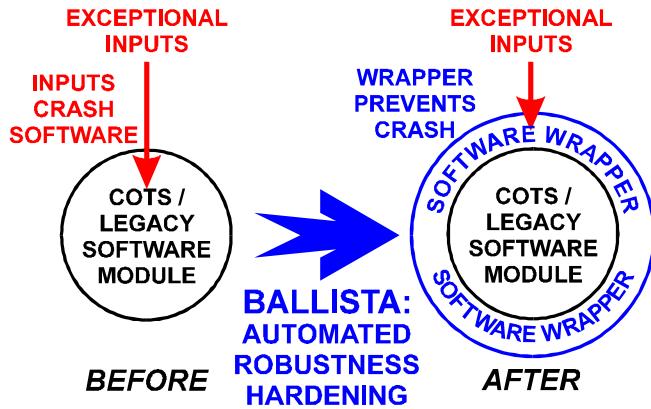 EXCEPTIONAL
INPUTS
INPUTS
CRASH
SOFTWARE
COTS /
LEGACY
SOFTWARE
MODULE
BEFORE
BALLISTA:
AUTOMATED
ROBUSTNESS
HARDENING
EXCEPTIONAL
INPUTS
WRAPPER
PREVENTS
CRASH
SOFTWARE WRAPPER
COTS /
LEGACY
SOFTWARE
MODULE
SOFTWARE WRAPPER
AFTER